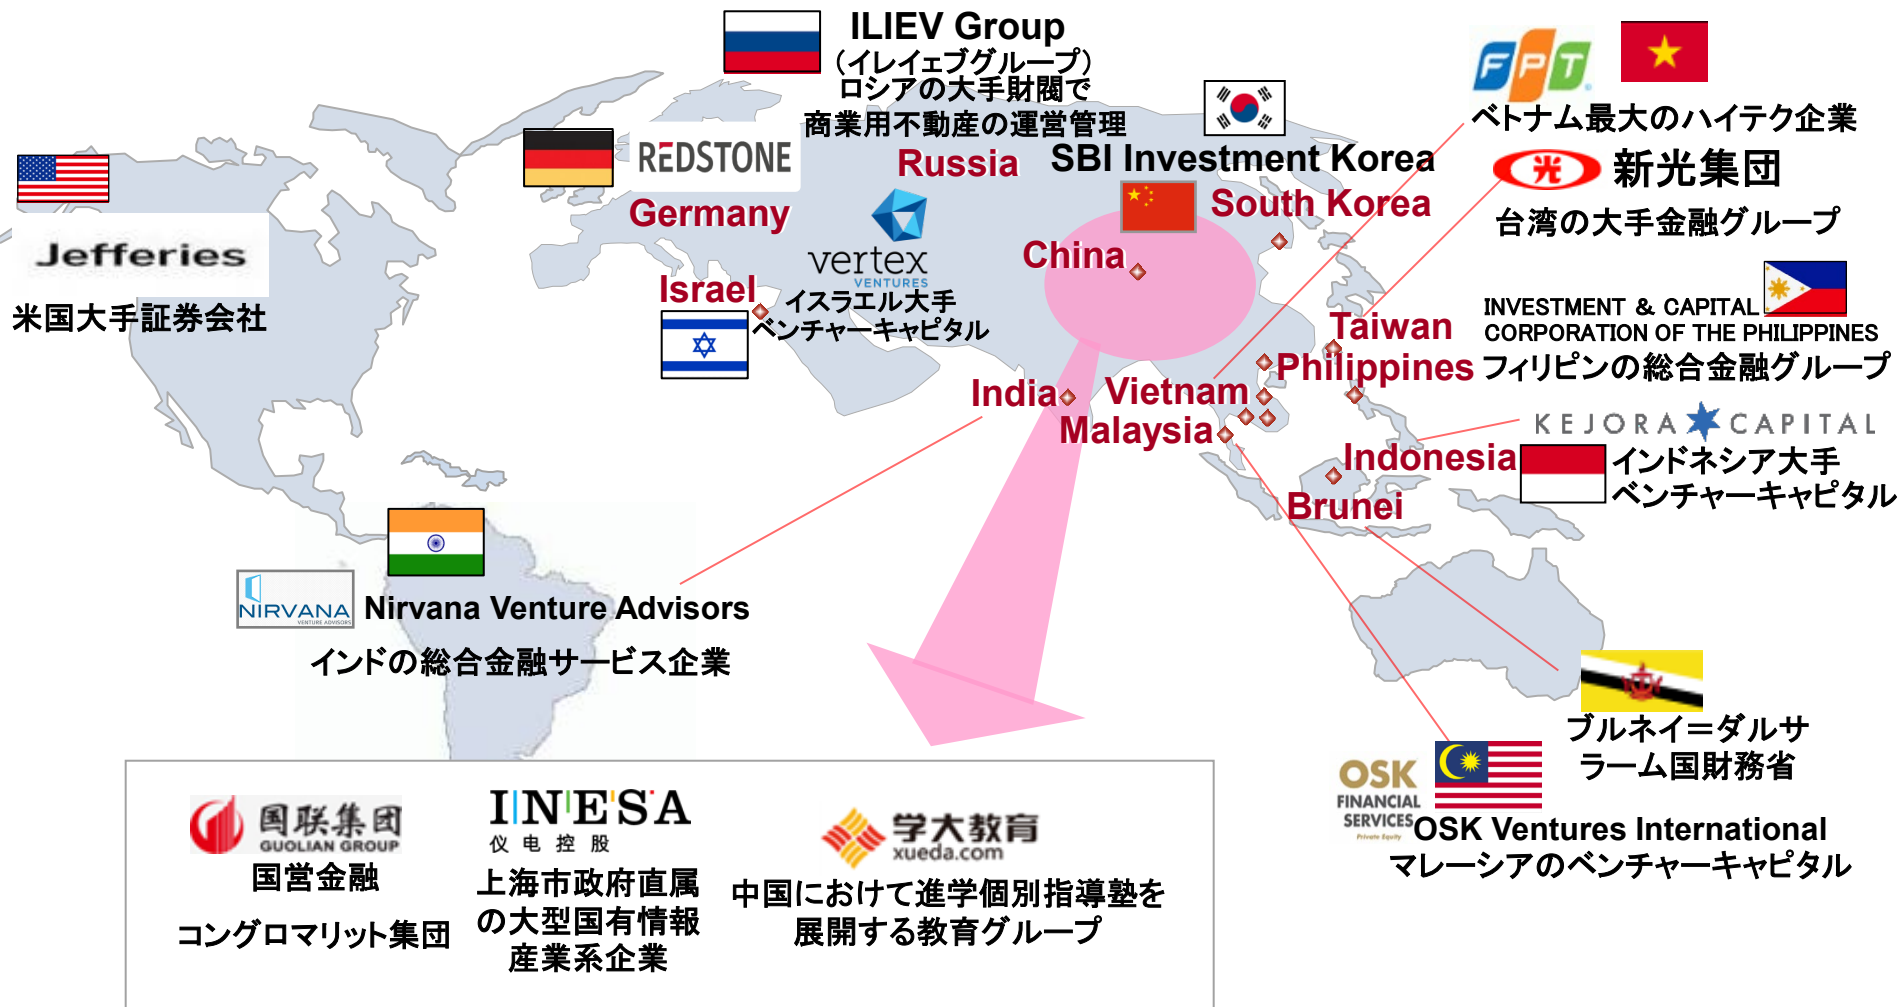 ILIEV Group
（イレイェブグループ）
ロシアの大手財閥で
商業用不動産の運営管理
Russia
REDSTONE
Germany
Jefferies
米国大手証券会社
SBI Investment Korea
South Korea
China
vertex
VENTURES
イスラエル大手
ベンチャーキャピタル
Israel
FPT
ベトナム最大のハイテク企業
光 新光集団
台湾の大手金融グループ
INVESTMENT & CAPITAL
CORPORATION OF THE PHILIPPINES
フィリピンの総合金融グループ
Taiwan
Philippines
India
Vietnam
Malaysia
KEJORA CAPITAL
インドネシア大手
ベンチャーキャピタル
Indonesia
Brunei
NIRVANA
VENTURE ADVISORS
Nirvana Venture Advisors
インドの総合金融サービス企業
ブルネイ＝ダルサ
ラーム国財務省
OSK
FINANCIAL
SERVICES
Private Equity
OSK Ventures International
マレーシアのベンチャーキャピタル
国联集团
GUOLIAN GROUP
国営金融
コングロマリット集団
INESA
仪电控股
上海市政府直属
の大型国有情報
産業系企業
学大教育
xueda.com
中国において進学個別指導塾を
展開する教育グループ